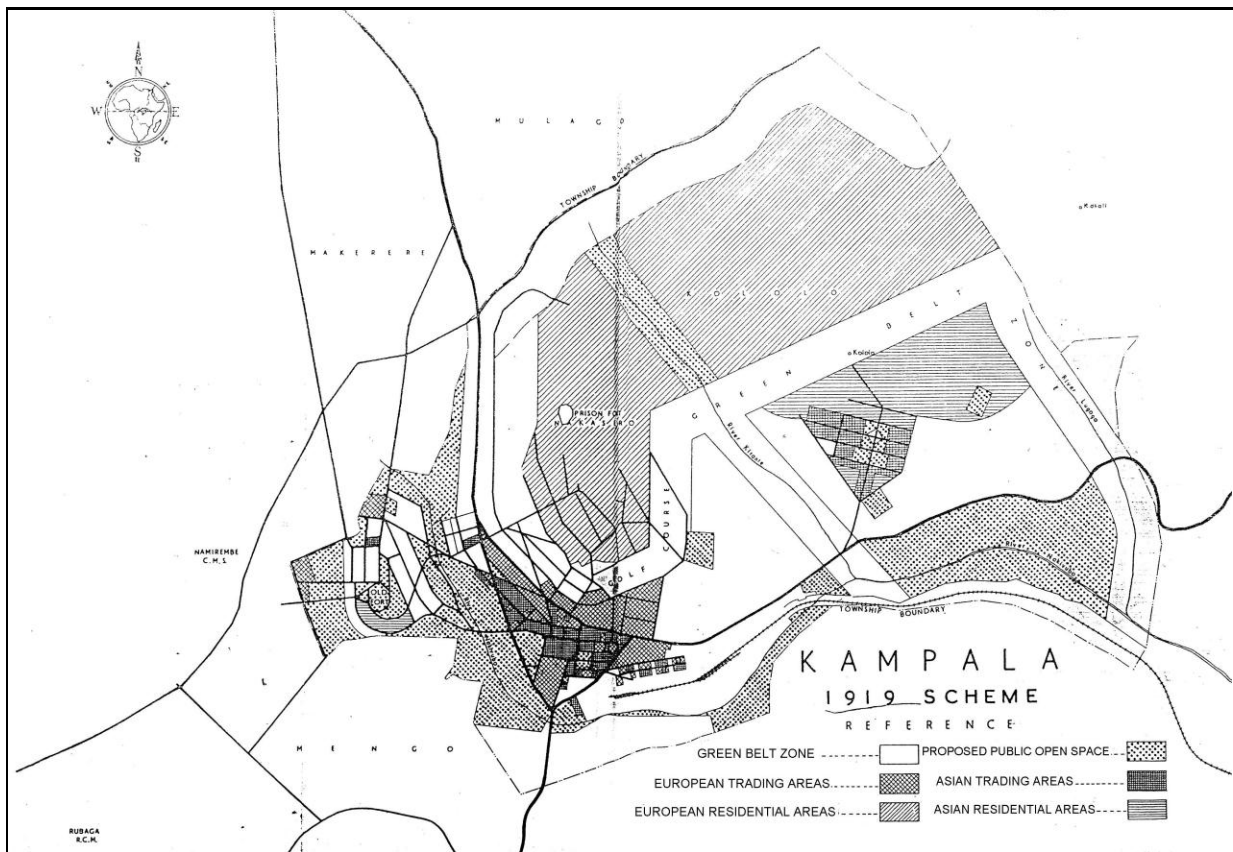 N
W E
S
MULAGO
TOWNSHIP BOUNDARY
MAKERERE
KOLOLO
GREEN BELT ZONE
Kololo
River Lugogo
River Kitante
PRISON FOT
NAKASERO
GOLF COURSE
NAMIREMBE
C.M.S.
OLD
TOWNSHIP BOUNDARY
L
MENGO
RUBAGA
R.C.M.
KAMPALA
1919 SCHEME
REFERENCE
GREEN BELT ZONE
PROPOSED PUBLIC OPEN SPACE
EUROPEAN TRADING AREAS
ASIAN TRADING AREAS
EUROPEAN RESIDENTIAL AREAS
ASIAN RESIDENTIAL AREAS